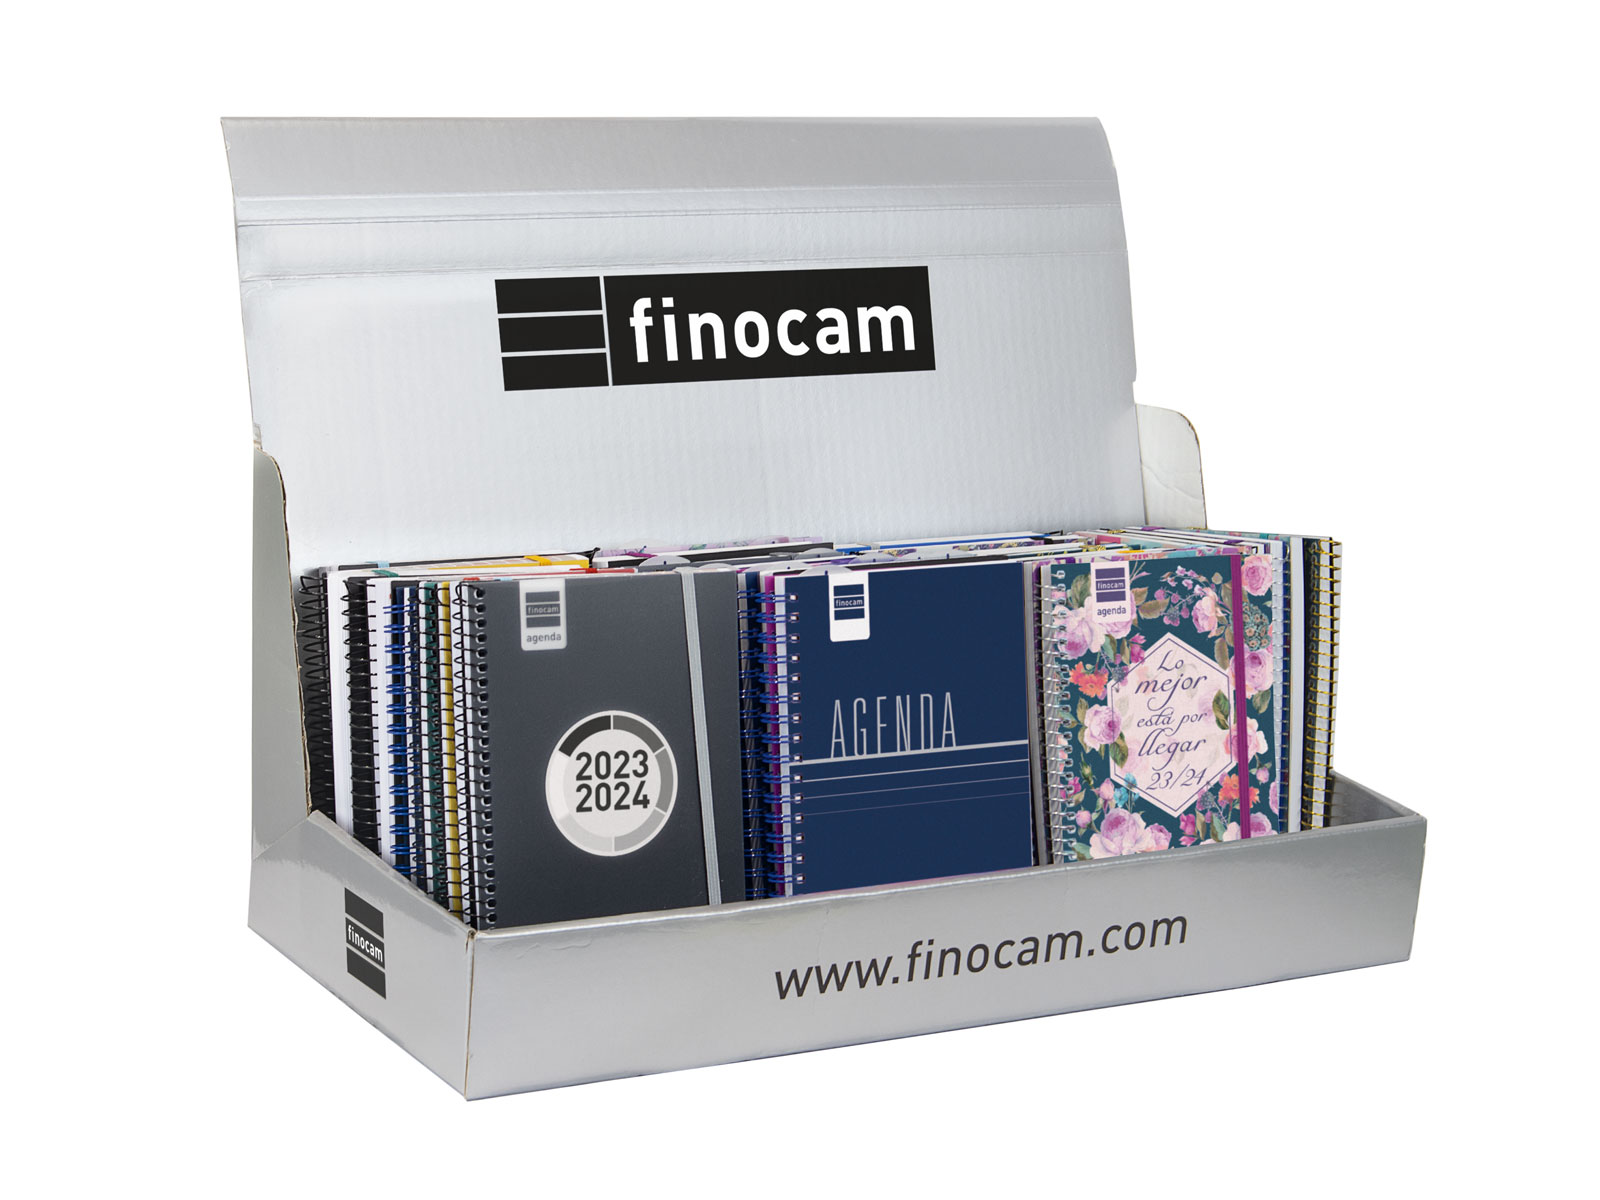 finocam
finocam
agenda
2023
2024
finocam
AGENDA
finocam
agenda
Lo
mejor
está por
llegar
23/24
finocam
www.finocam.com